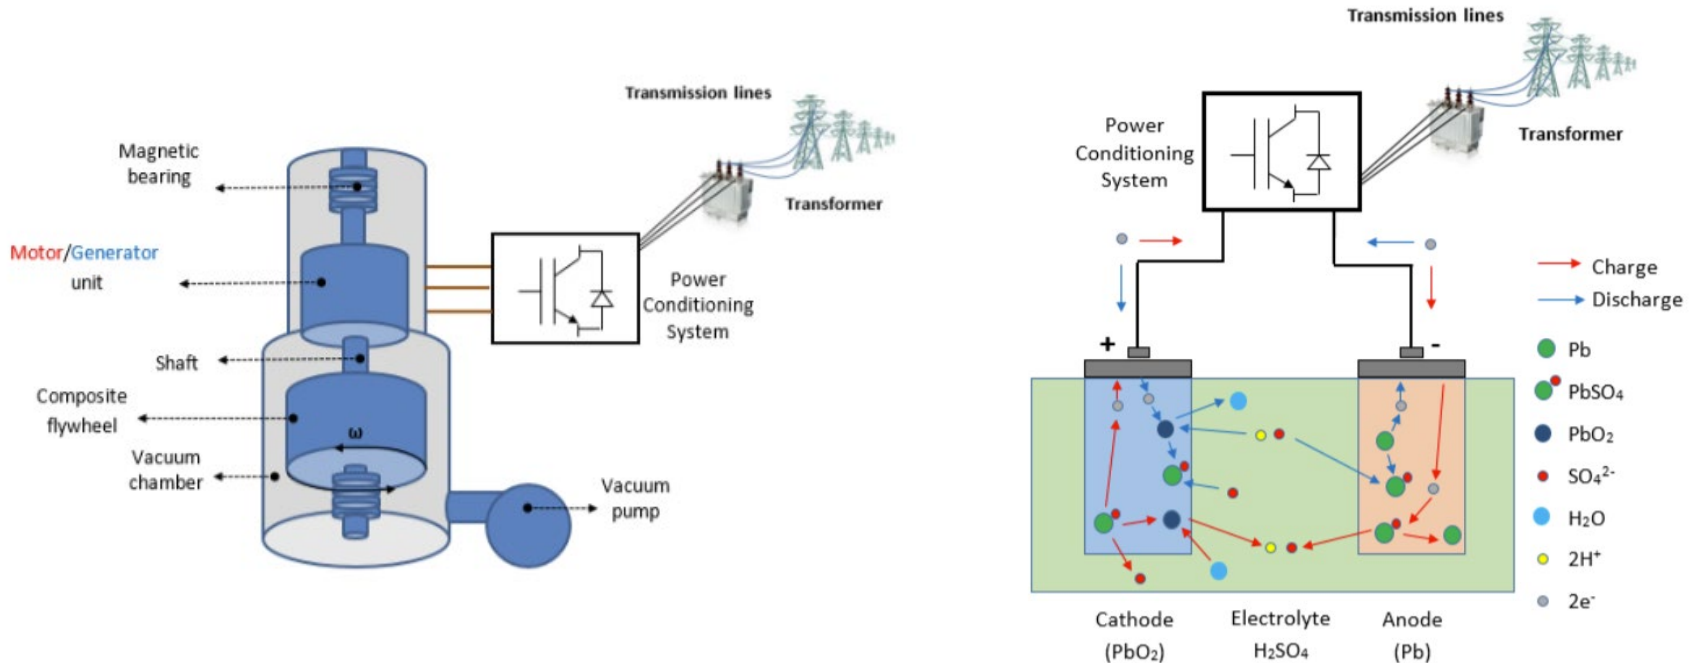 Transmission lines
Transformer
Magnetic
bearing
Motor/Generator
unit
Power
Conditioning
System
Shaft
Composite
flywheel
ω
Vacuum
chamber
Vacuum
pump
Transmission lines
Transformer
Power
Conditioning
System
Charge
Discharge
+
-
Pb
PbSO₄
PbO₂
SO₄²⁻
H₂O
2H⁺
2e⁻
Cathode
(PbO₂)
Electrolyte
H₂SO₄
Anode
(Pb)